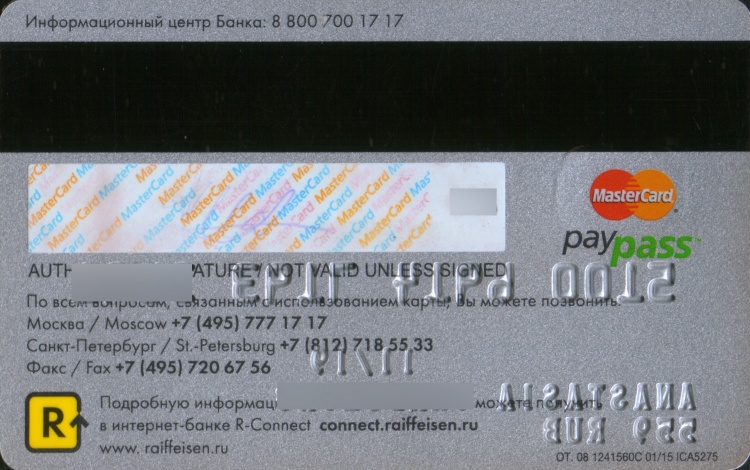 Информационный центр Банка: 8 800 700 17 17
MasterCard
paypass
NOT VALID UNLESS SIGNED
По всем вопросам, связанным с использованием карты, Вы можете позвонить:
Москва / Moscow +7 (495) 777 17 17
Санкт-Петербург / St.-Petersburg +7 (812) 718 55 33
Факс / Fax +7 (495) 720 67 56
Подробную можете получить
ANASTASIA
R
в интернет-банке R-Connect connect.raiffeisen.ru
RUB
www. raiffeisen.ru
OT. 08 1241560C 01/15 ICA5275